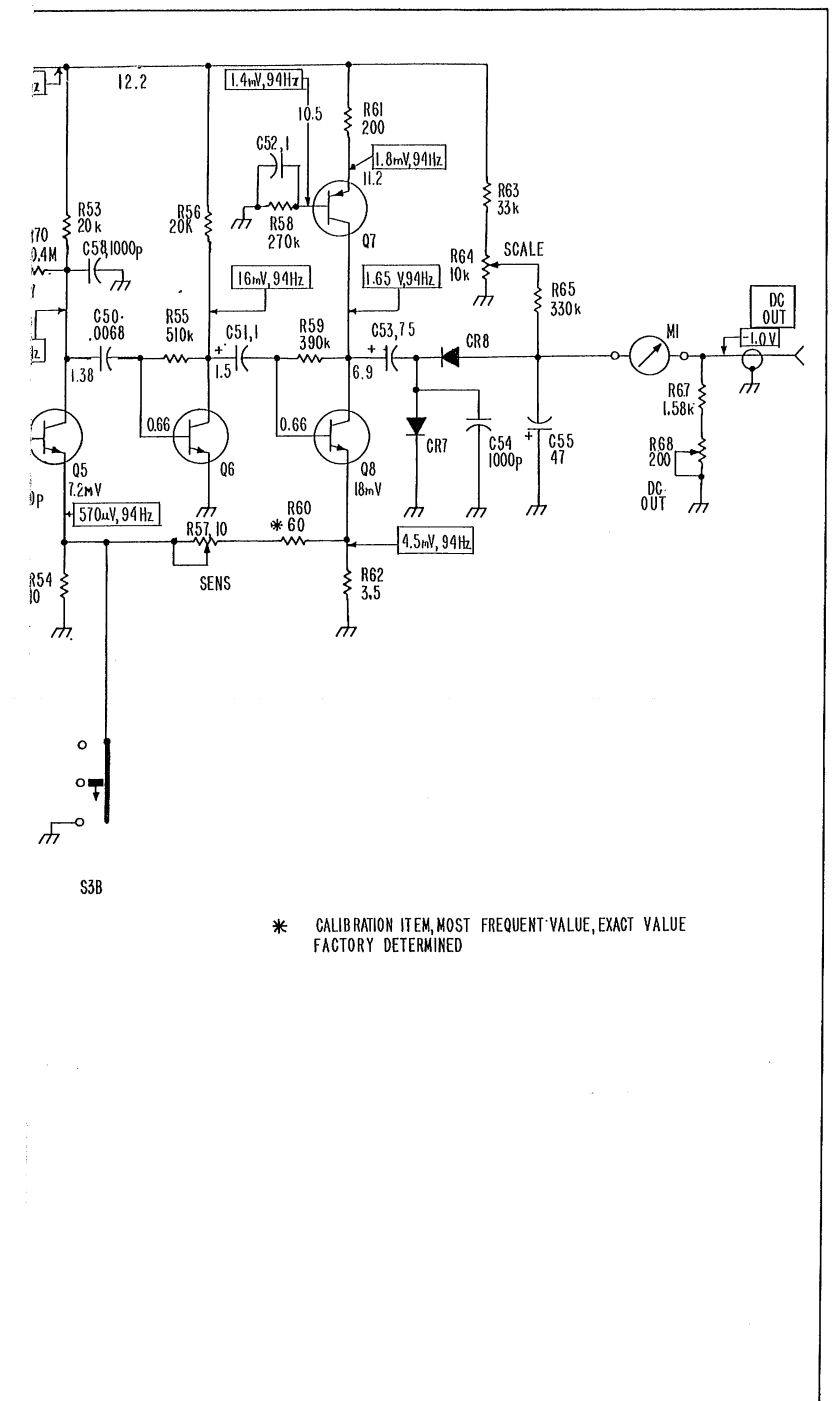 12.2
1.4mV,94Hz
10.5
R61
200
C52,1
1.8mV,94Hz
11.2
R58
270k
Q7
R53
20k
R56
20K
C58,1000p
R63
33k
R64
10k
SCALE
R65
330k
16mV,94Hz
1.65 V,94Hz
C50
.0068
R55
510k
C51,1
R59
390k
C53,75
CR8
M1
DC
OUT
-1.0V
1.38
+
1.5
+
6.9
0.66
0.66
Q5
7.2mV
Q6
Q8
18mV
CR7
C54
1000p
+
C55
47
R67
1.58k
R68
200
DC
OUT
570µV,94Hz
R57,10
SENS
R60
* 60
4.5mV,94Hz
R54
10
R62
3.5
S3B
* CALIBRATION ITEM,MOST FREQUENT VALUE,EXACT VALUE
FACTORY DETERMINED